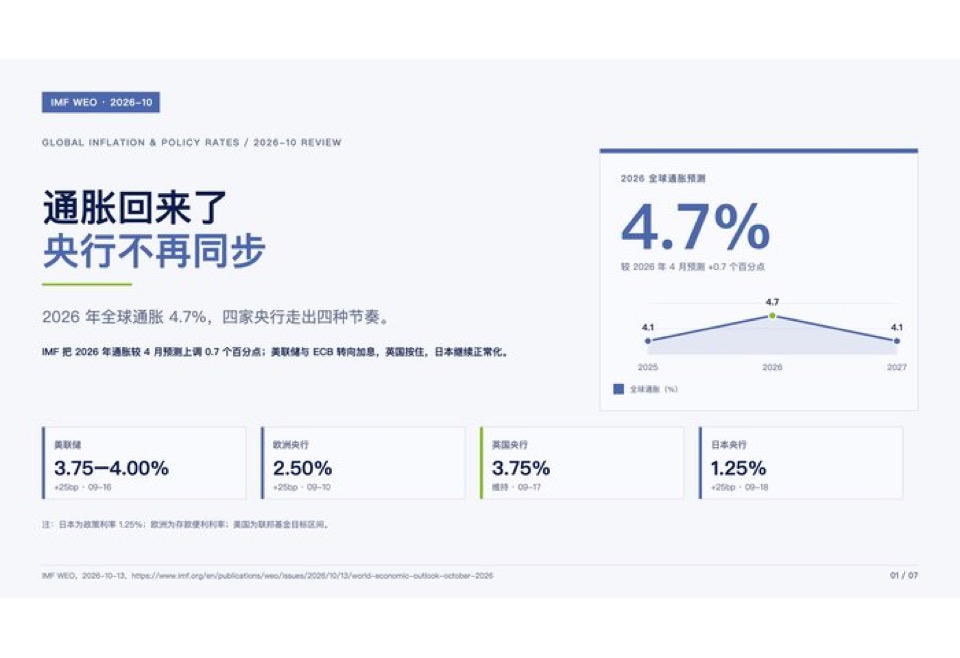 IMF WEO · 2026-10
GLOBAL INFLATION & POLICY RATES / 2026-10 REVIEW
通胀回来了
央行不再同步
2026 年全球通胀 4.7%，四家央行走出四种节奏。
IMF 把 2026 年通胀较 4 月预测上调 0.7 个百分点；美联储与 ECB 转向加息，英国按住，日本继续正常化。
2026 全球通胀预测
4.7%
较 2026 年 4 月预测 +0.7 个百分点
4.1
4.7
4.1
2025
2026
2027
全球通胀（%）
美联储
3.75—4.00%
+25bp · 09-16
欧洲央行
2.50%
+25bp · 09-10
英国央行
3.75%
维持 · 09-17
日本央行
1.25%
+25bp · 09-18
注：日本为政策利率 1.25%；欧洲为存款便利利率；美国为联邦基金目标区间。
IMF WEO，2026-10-13，https://www.imf.org/en/publications/weo/issues/2026/10/13/world-economic-outlook-october-2026
01 / 07